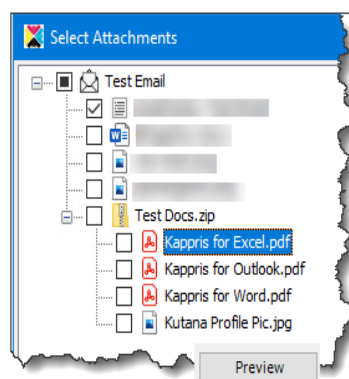 Select Attachments
Test Email
Test Docs.zip
Kappris for Excel.pdf
Kappris for Outlook.pdf
Kappris for Word.pdf
Kutana Profile Pic.jpg
Preview